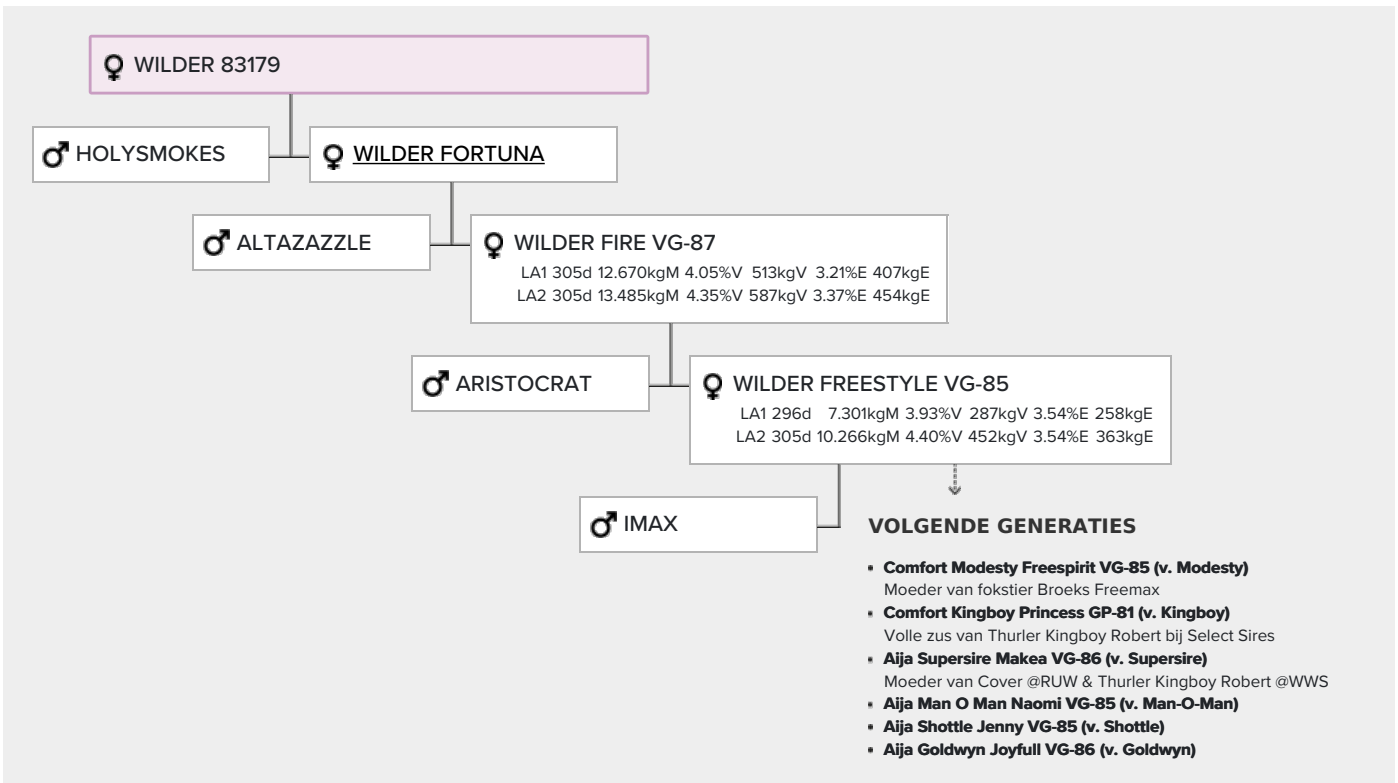 WILDER 83179
HOLYSMOKES
WILDER FORTUNA
ALTAZAZZLE
WILDER FIRE VG-87
LA1 305d 12.670kgM 4.05%V 513kgV 3.21%E 407kgE
LA2 305d 13.485kgM 4.35%V 587kgV 3.37%E 454kgE
ARISTOCRAT
WILDER FREESTYLE VG-85
LA1 296d 7.301kgM 3.93%V 287kgV 3.54%E 258kgE
LA2 305d 10.266kgM 4.40%V 452kgV 3.54%E 363kgE
IMAX
VOLGENDE GENERATIES
• Comfort Modesty Freespirit VG-85 (v. Modesty)
Moeder van fokstier Broeks Freemax
• Comfort Kingboy Princess GP-81 (v. Kingboy)
Volle zus van Thurler Kingboy Robert bij Select Sires
• Aija Supersire Makea VG-86 (v. Supersire)
Moeder van Cover @RUW & Thurler Kingboy Robert @WWS
• Aija Man O Man Naomi VG-85 (v. Man-O-Man)
• Aija Shottle Jenny VG-85 (v. Shottle)
• Aija Goldwyn Joyfull VG-86 (v. Goldwyn)